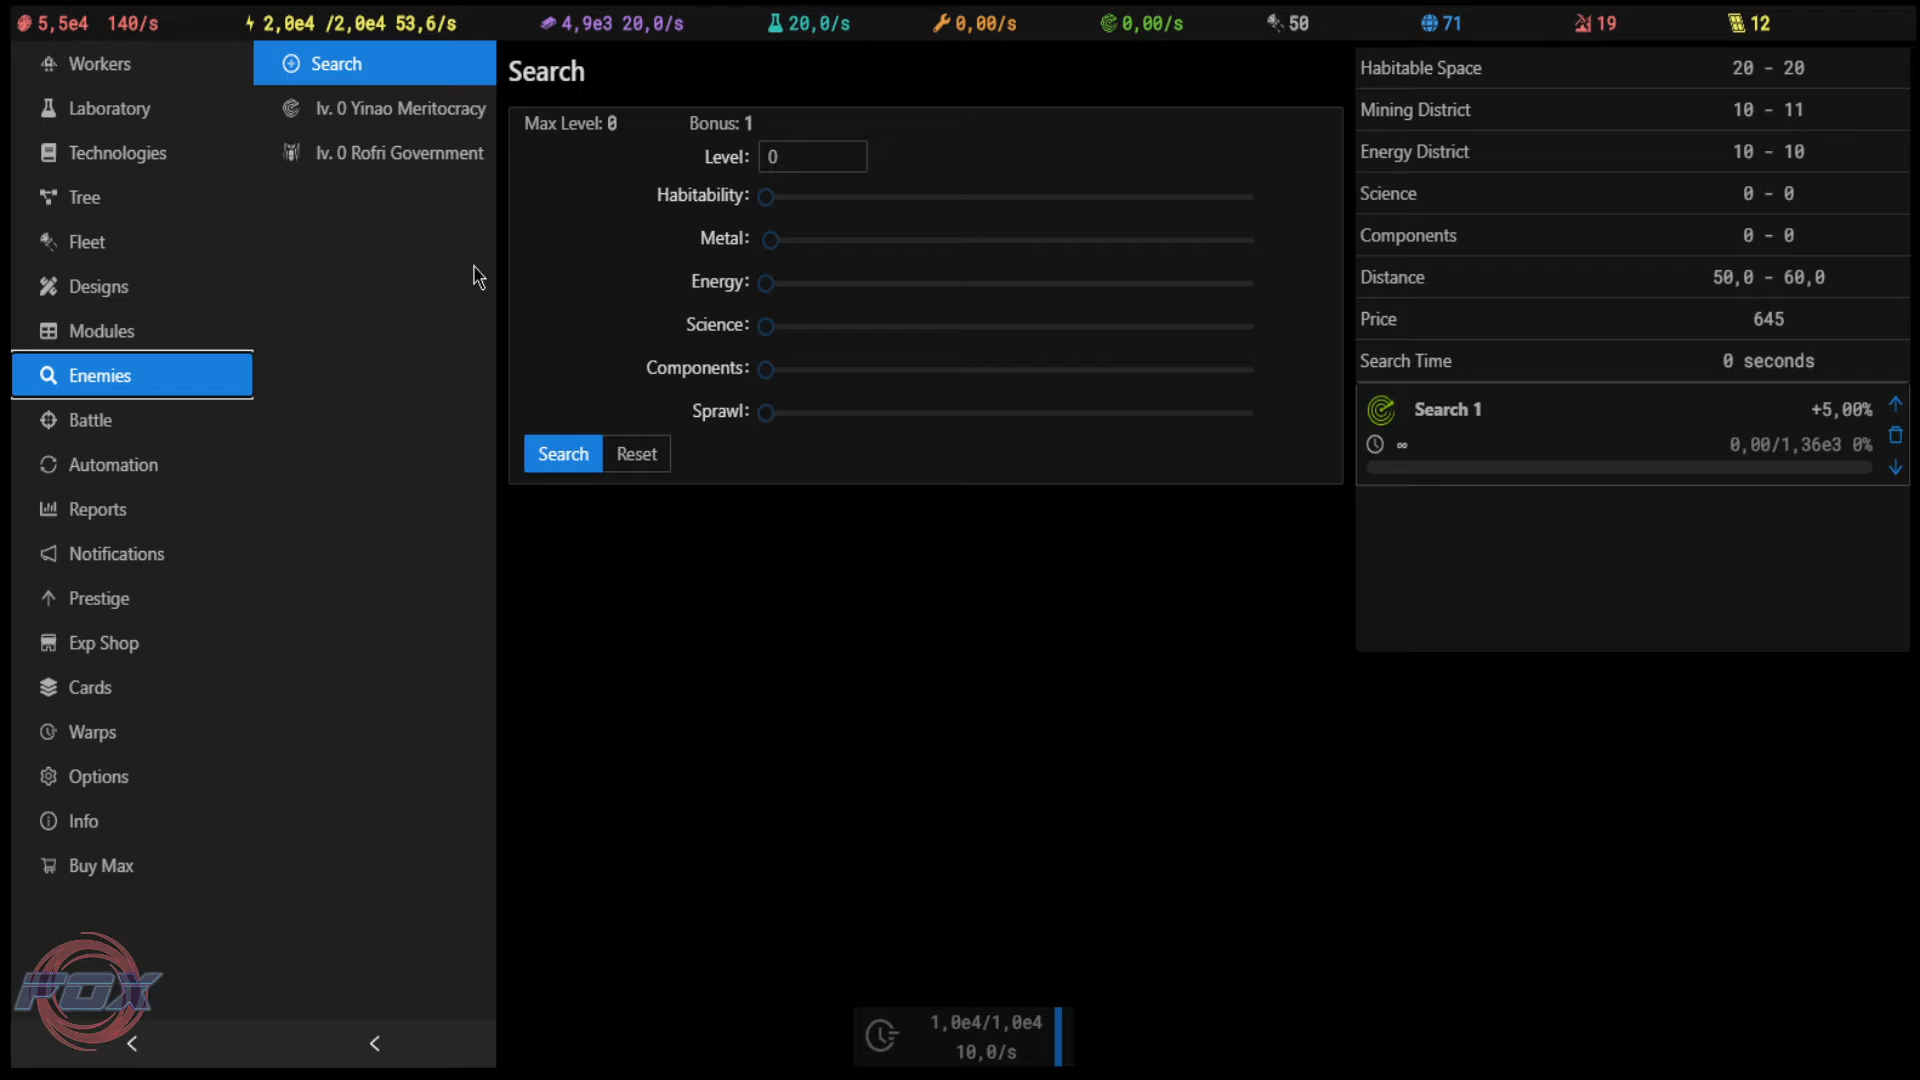 5,5e4 140/s 2,0e4 /2,0e4 53,6/s 4,9e3 20,0/s 20,0/s 0,00/s 0,00/s 50 71 19 12
Workers
Laboratory
Technologies
Tree
Fleet
Designs
Modules
Enemies
Battle
Automation
Reports
Notifications
Prestige
Exp Shop
Cards
Warps
Options
Info
Buy Max
FOX
Search
lv. 0 Yinao Meritocracy
lv. 0 Rofri Government
Search
Max Level: 0 Bonus: 1
Level: 0
Habitability:
Metal:
Energy:
Science:
Components:
Sprawl:
Search Reset
Habitable Space 20 - 20
Mining District 10 - 11
Energy District 10 - 10
Science 0 - 0
Components 0 - 0
Distance 50,0 - 60,0
Price 645
Search Time 0 seconds
Search 1 +5,00%
∞ 0,00/1,36e3 0%
1,0e4/1,0e4
10,0/s